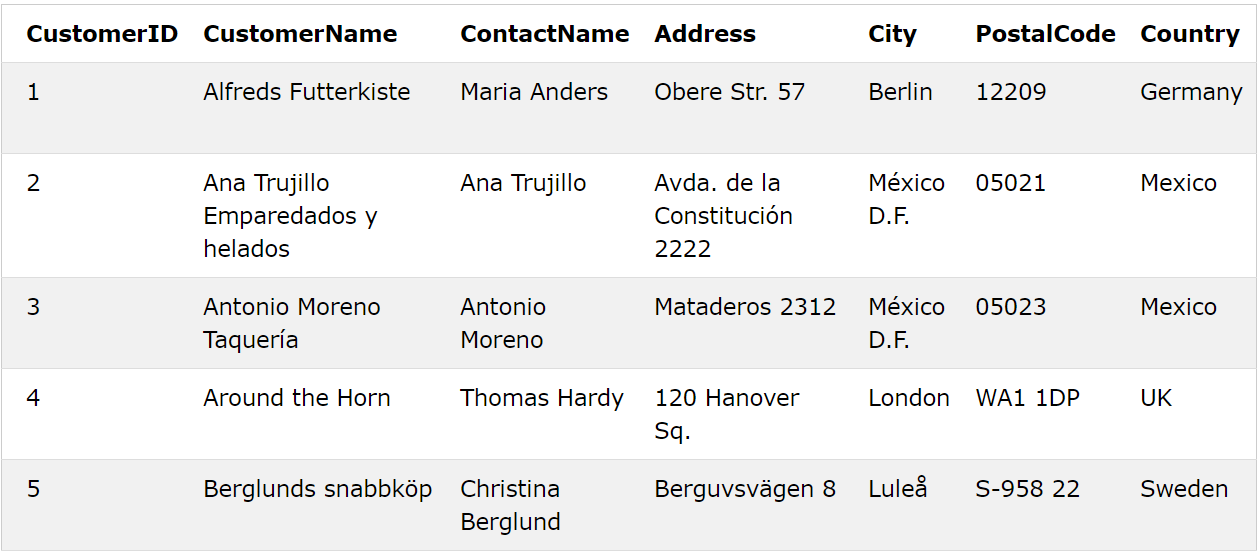 CustomerID CustomerName ContactName Address City PostalCode Country
1 Alfreds Futterkiste Maria Anders Obere Str. 57 Berlin 12209 Germany
2 Ana Trujillo Ana Trujillo Avda. de la México 05021 Mexico
Emparedados y Constitución D.F.
helados 2222
3 Antonio Moreno Antonio Mataderos 2312 México 05023 Mexico
Taquería Moreno D.F.
4 Around the Horn Thomas Hardy 120 Hanover London WA1 1DP UK
Sq.
5 Berglunds snabbköp Christina Berguvsvägen 8 Luleå S-958 22 Sweden
Berglund